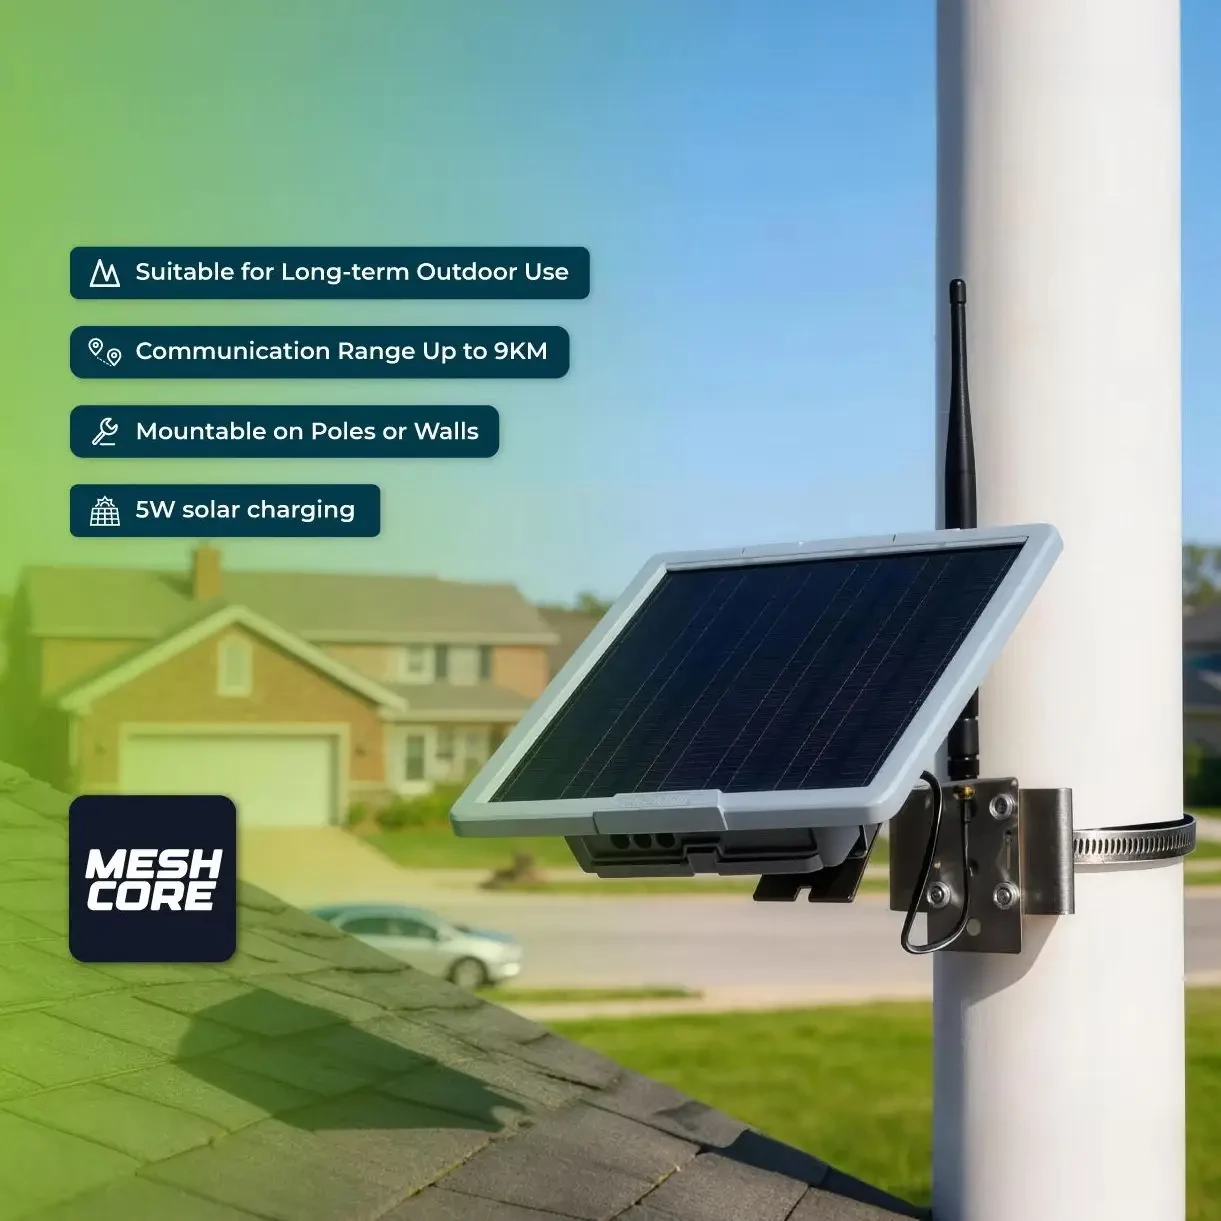 Suitable for Long-term Outdoor Use
Communication Range Up to 9KM
Mountable on Poles or Walls
5W solar charging
MESH
CORE